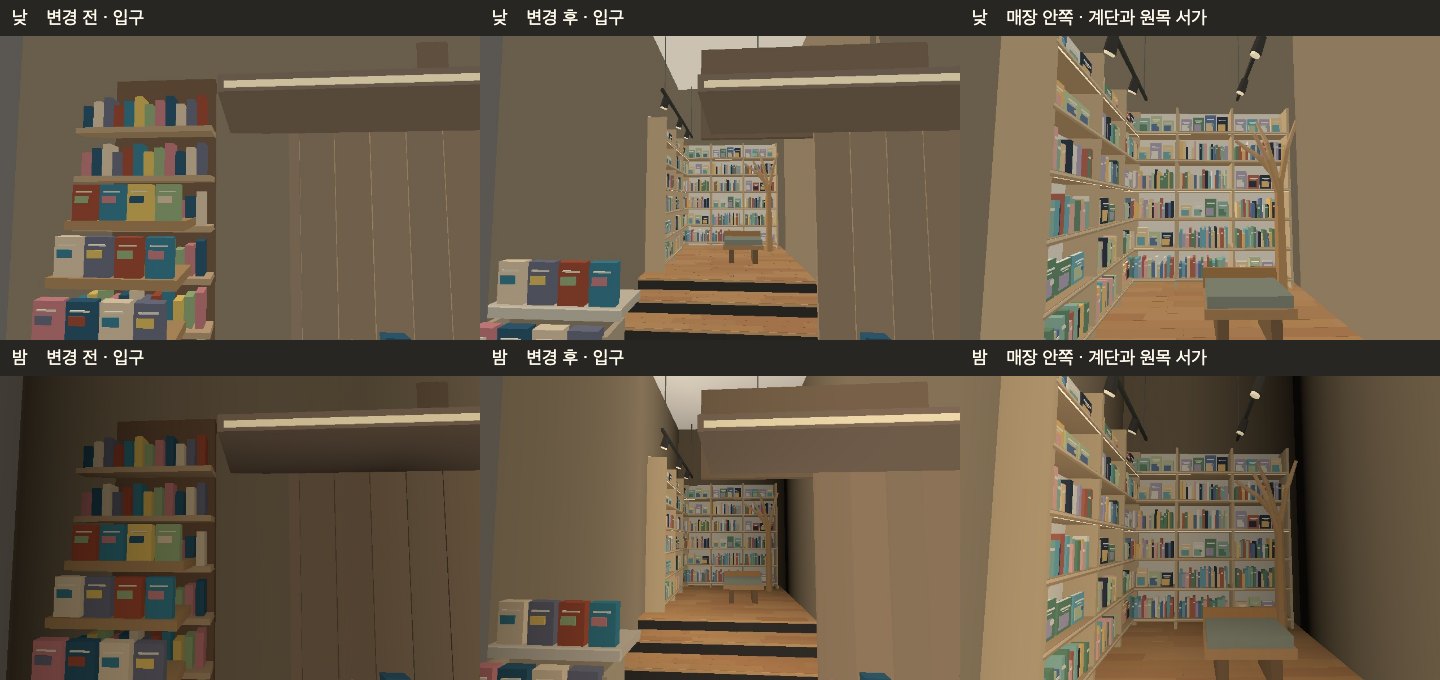 낮 변경 전 · 입구
낮 변경 후 · 입구
낮 매장 안쪽 · 계단과 원목 서가
밤 변경 전 · 입구
밤 변경 후 · 입구
밤 매장 안쪽 · 계단과 원목 서가